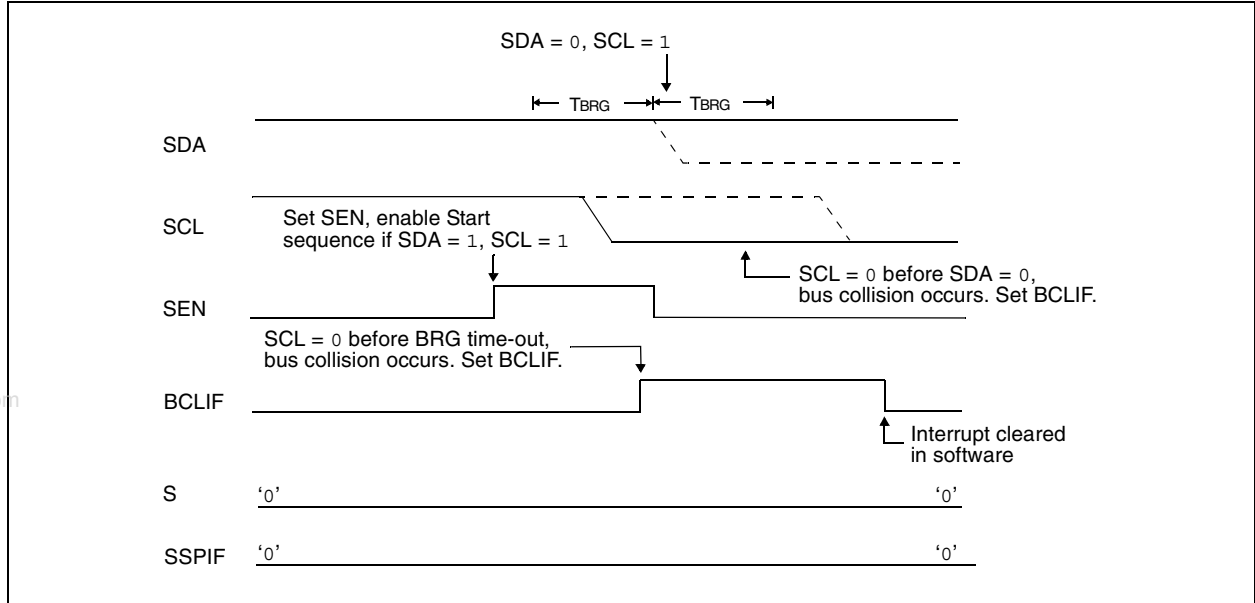 SDA = 0, SCL = 1
TBRG
TBRG
SDA
SCL
Set SEN, enable Start
sequence if SDA = 1, SCL = 1
SCL = 0 before SDA = 0,
bus collision occurs. Set BCLIF.
SEN
SCL = 0 before BRG time-out,
bus collision occurs. Set BCLIF.
BCLIF
om
Interrupt cleared
in software
S
‘0’
‘0’
SSPIF
‘0’
‘0’